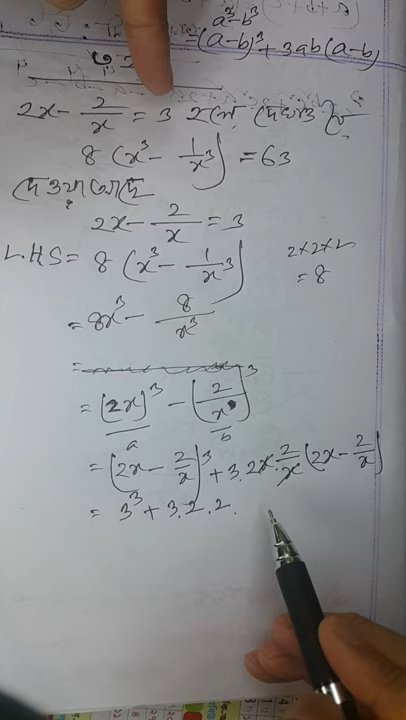 a³-b³
=(a-b)³+3ab(a-b)
2x - 2/x = 3 হলে, দেখাও যে
8(x³ - 1/x³) = 63
দেওয়া আছে
2x - 2/x = 3
L.HS = 8(x³ - 1/x³)
2×2×2
= 8
= 8x³ - 8/x³
= (2x)³ - (2/x)³
a b
= (2x - 2/x)³ + 3.2x.2/x(2x - 2/x)
= 3³ + 3.2.2.